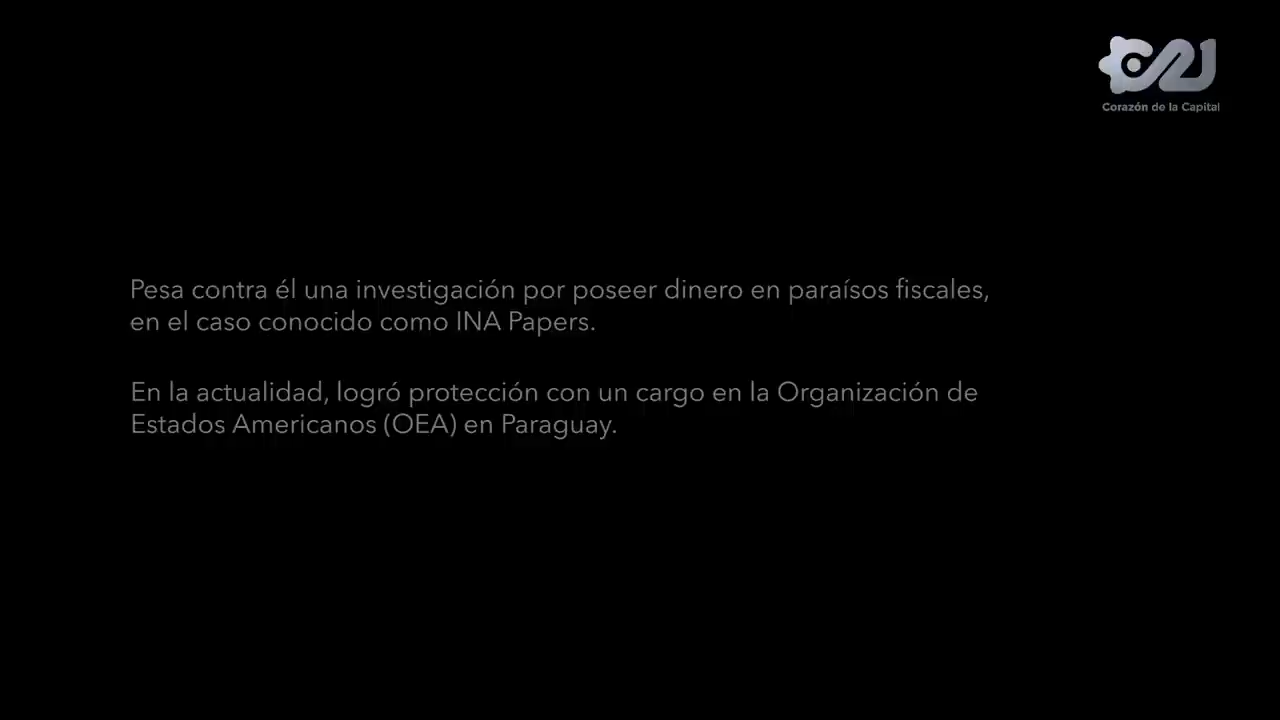 C21
Corazón de la Capital
Pesa contra él una investigación por poseer dinero en paraísos fiscales,
en el caso conocido como INA Papers.
En la actualidad, logró protección con un cargo en la Organización de
Estados Americanos (OEA) en Paraguay.